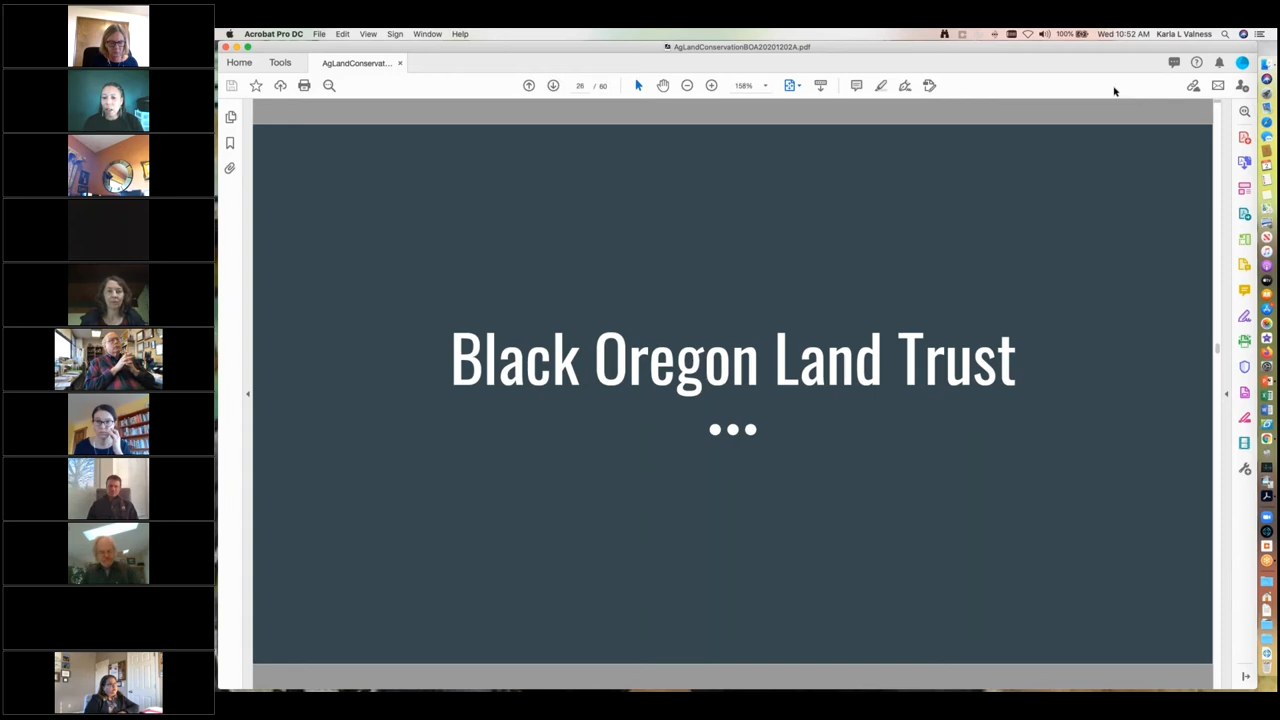 Acrobat Pro DC File Edit View Sign Window Help 100% Wed 10:52 AM Karla L Valness
AgLandConservationBOA20201202A.pdf
Home Tools AgLandConservat... ×
26 / 60 158%
Black Oregon Land Trust